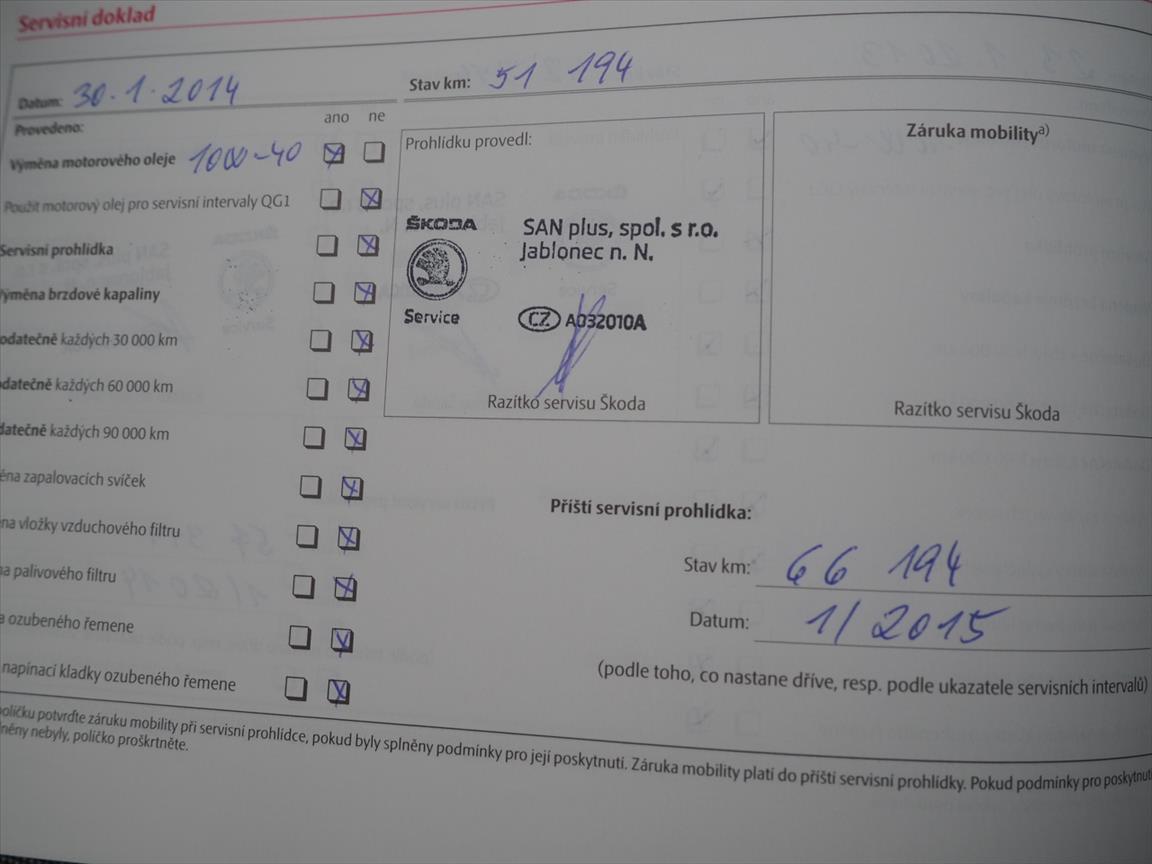 Servisní doklad
Datum: 30.1.2014
Stav km: 51 194
Provedeno:
ano ne
Výměna motorového oleje 10W-40
Použit motorový olej pro servisní intervaly QG1
Servisní prohlídka
Výměna brzdové kapaliny
odatečně každých 30 000 km
datečně každých 60 000 km
datečně každých 90 000 km
ěna zapalovacích svíček
na vložky vzduchového filtru
na palivového filtru
a ozubeného řemene
napínací kladky ozubeného řemene
Prohlídku provedl:
ŠKODA
Service
SAN plus, spol. s r.o.
Jablonec n. N.
CZ A032010A
Razítko servisu Škoda
Záruka mobility a)
Razítko servisu Škoda
Příští servisní prohlídka:
Stav km: 66 194
Datum: 1/2015
(podle toho, co nastane dříve, resp. podle ukazatele servisních intervalů)
políčku potvrďte záruku mobility při servisní prohlídce, pokud byly splněny podmínky pro její poskytnutí. Záruka mobility platí do příští servisní prohlídky. Pokud podmínky pro poskytnutí
něny nebyly, políčko proškrtněte.